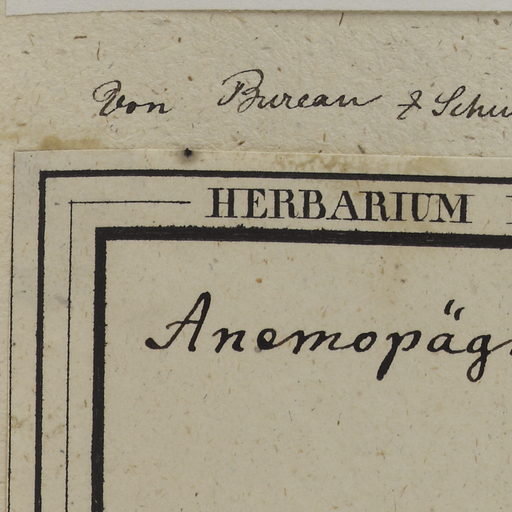 Von Bureau & Schu
HERBARIUM
Anemopäg